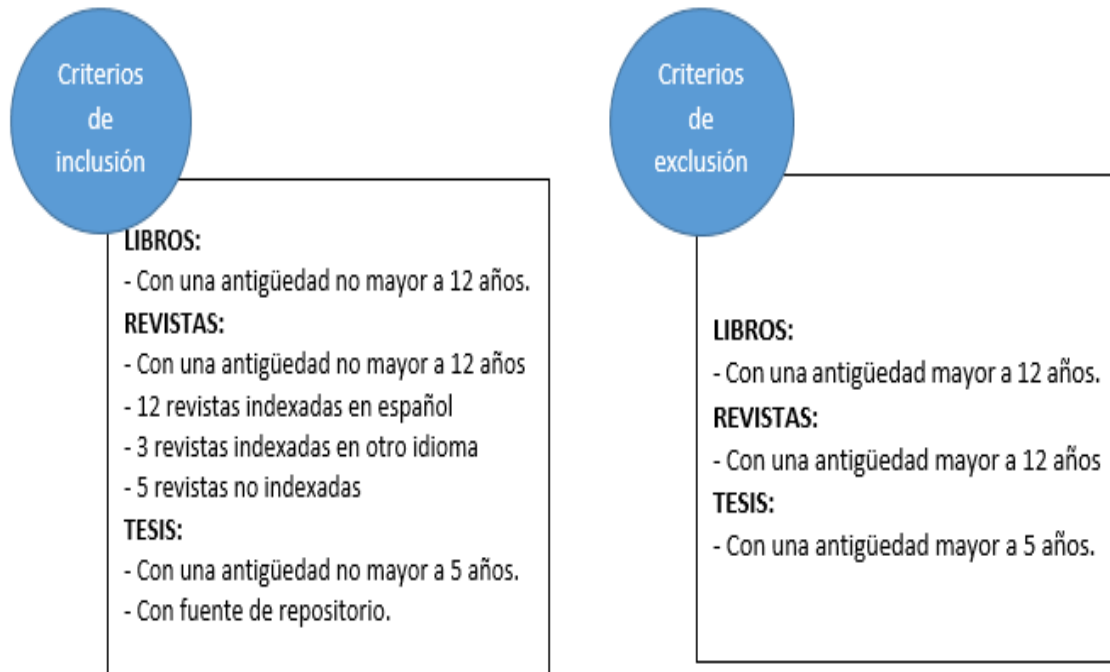 Criterios
de
inclusión
LIBROS:
- Con una antigüedad no mayor a 12 años.
REVISTAS:
- Con una antigüedad no mayor a 12 años
- 12 revistas indexadas en español
- 3 revistas indexadas en otro idioma
- 5 revistas no indexadas
TESIS:
- Con una antigüedad no mayor a 5 años.
- Con fuente de repositorio.
Criterios
de
exclusión
LIBROS:
- Con una antigüedad mayor a 12 años.
REVISTAS:
- Con una antigüedad mayor a 12 años
TESIS:
- Con una antigüedad mayor a 5 años.